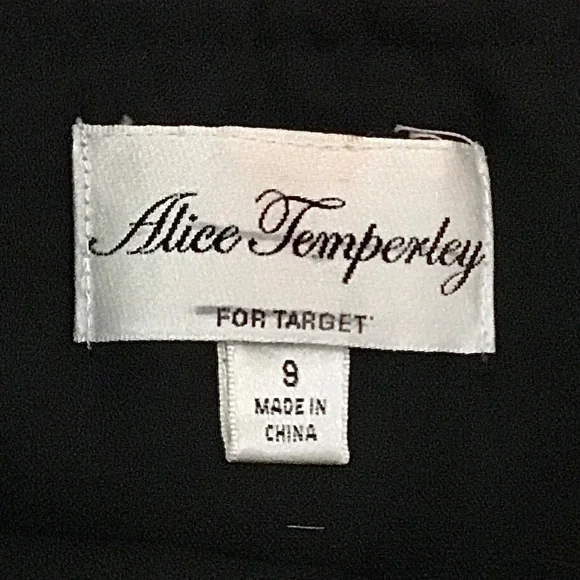 Alice Temperley
FOR TARGET
9
MADE IN
CHINA